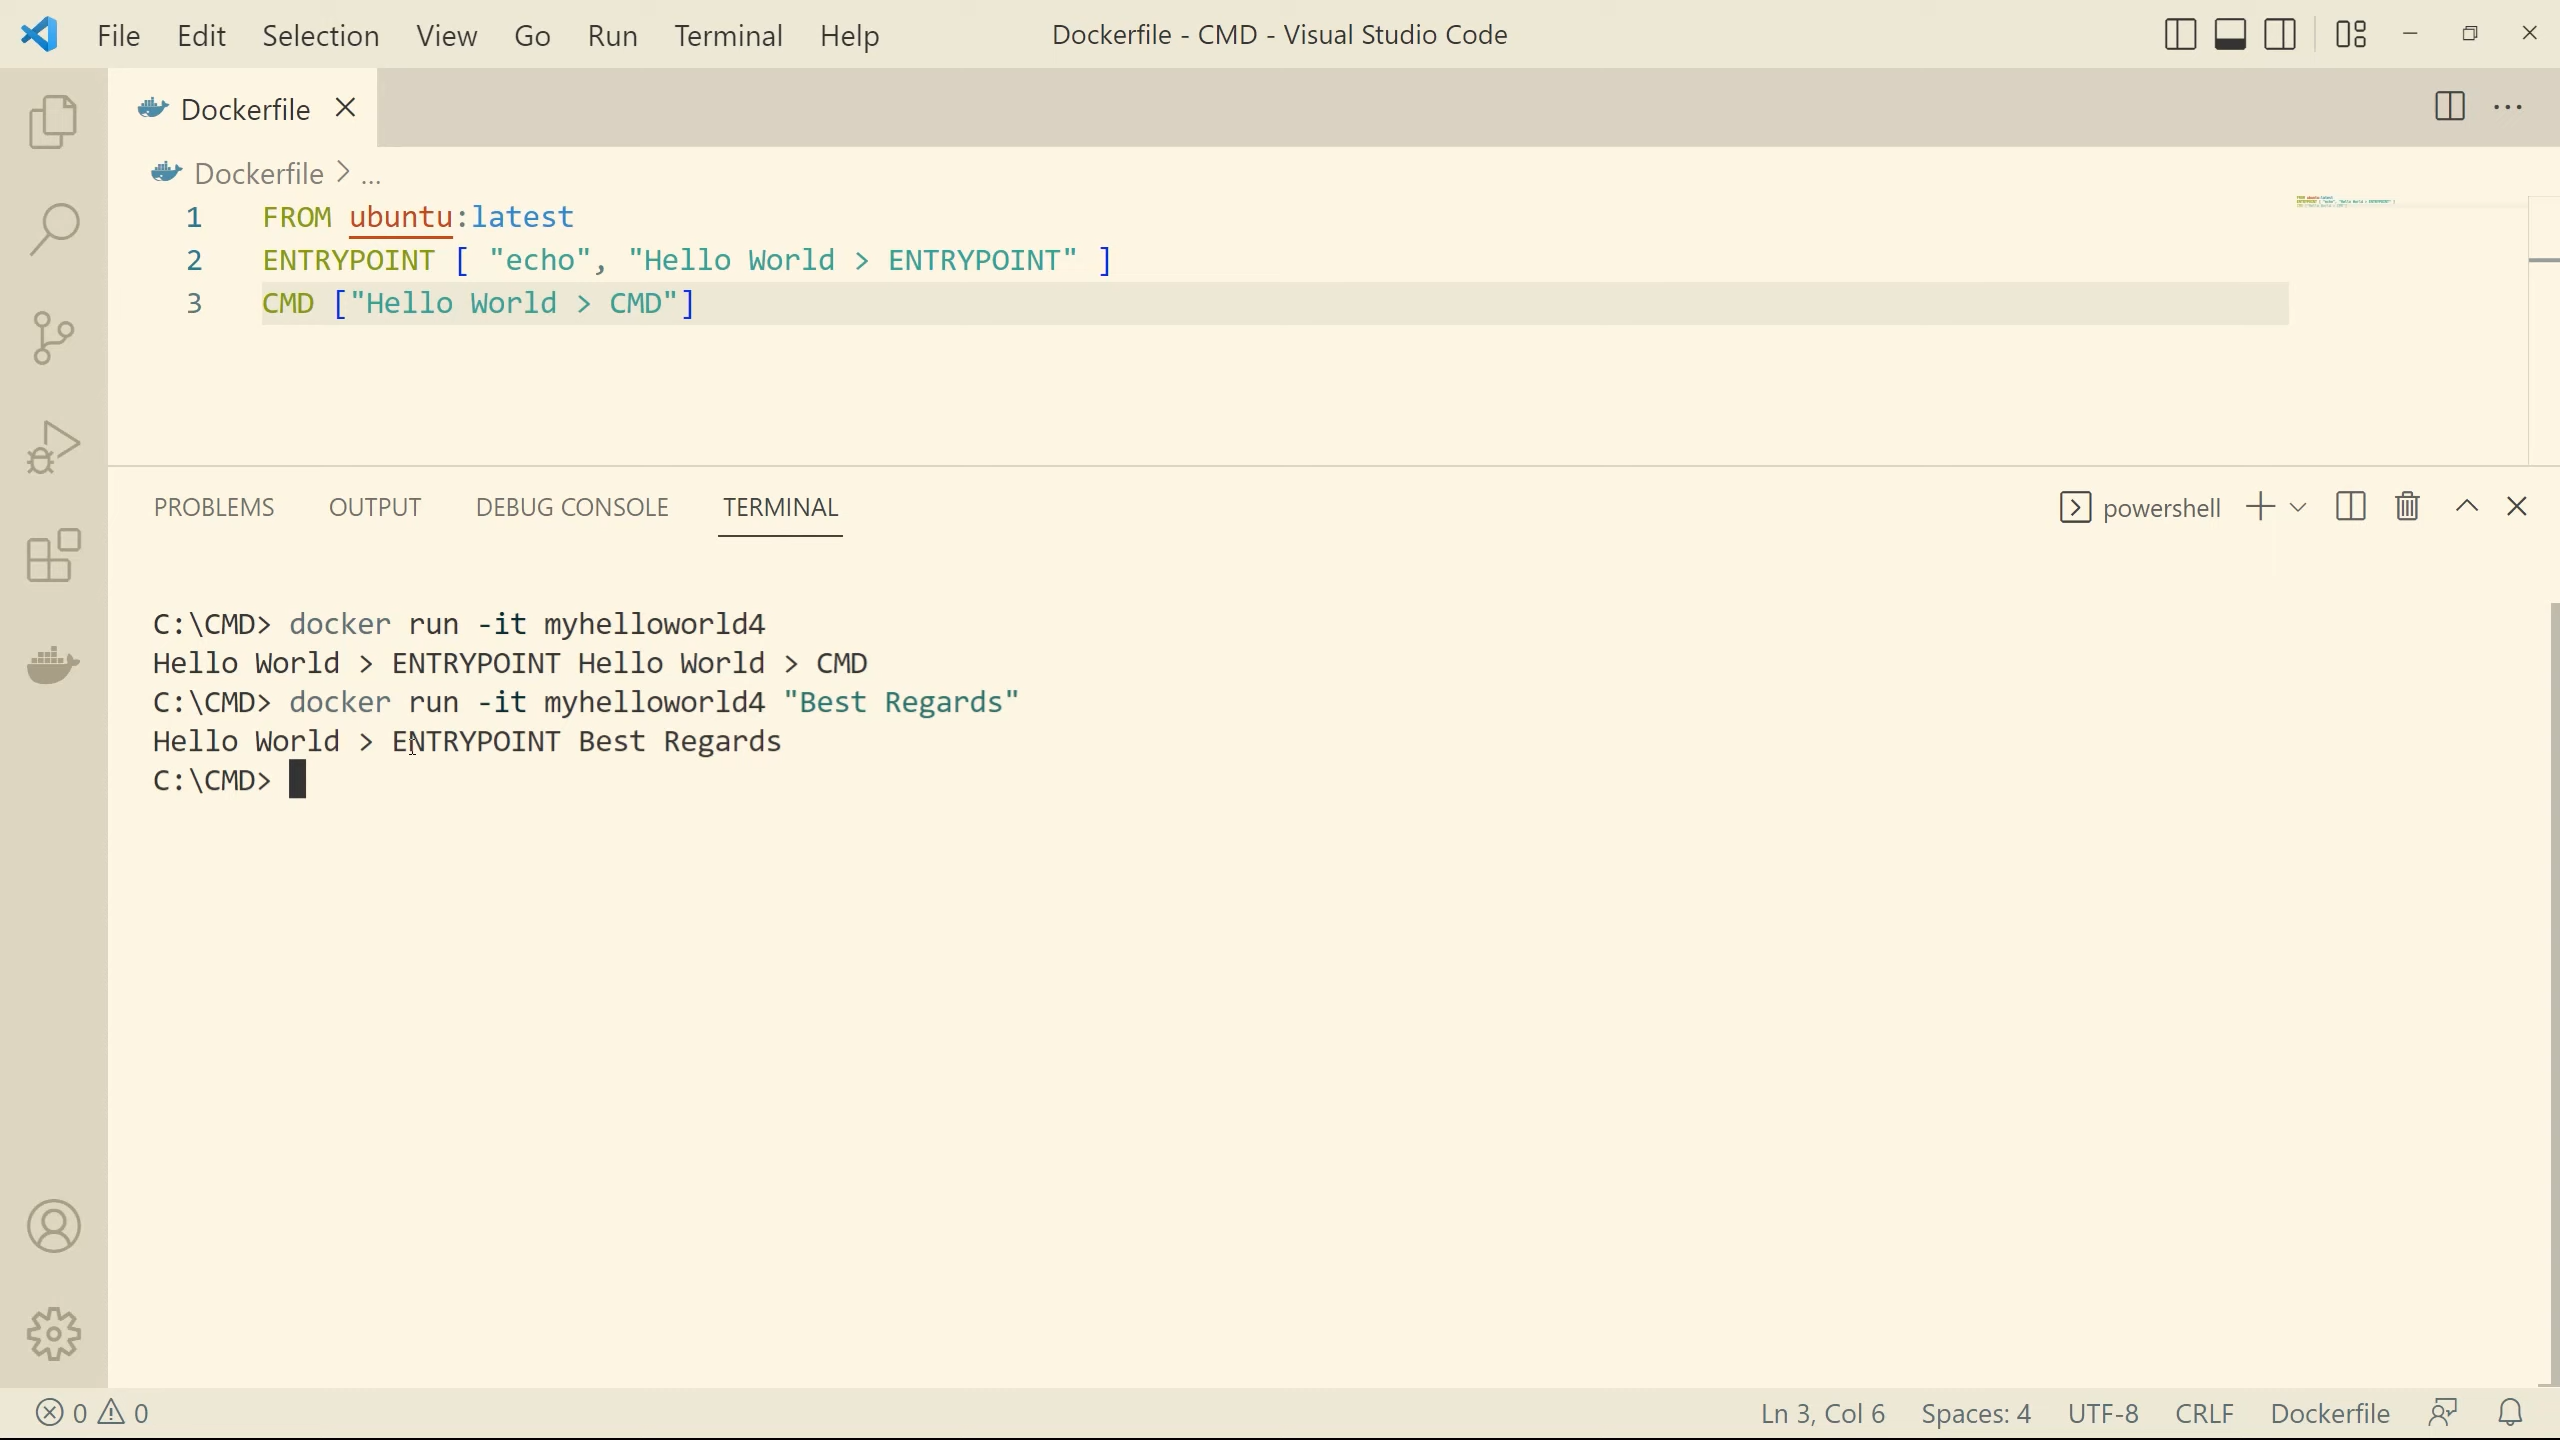 File Edit Selection View Go Run Terminal Help Dockerfile - CMD - Visual Studio Code
Dockerfile
Dockerfile > ...
1 FROM ubuntu:latest
2 ENTRYPOINT [ "echo", "Hello World > ENTRYPOINT" ]
3 CMD ["Hello World > CMD"]
PROBLEMS OUTPUT DEBUG CONSOLE TERMINAL powershell
C:\CMD> docker run -it myhelloworld4
Hello World > ENTRYPOINT Hello World > CMD
C:\CMD> docker run -it myhelloworld4 "Best Regards"
Hello World > ENTRYPOINT Best Regards
C:\CMD>
0 0 Ln 3, Col 6 Spaces: 4 UTF-8 CRLF Dockerfile